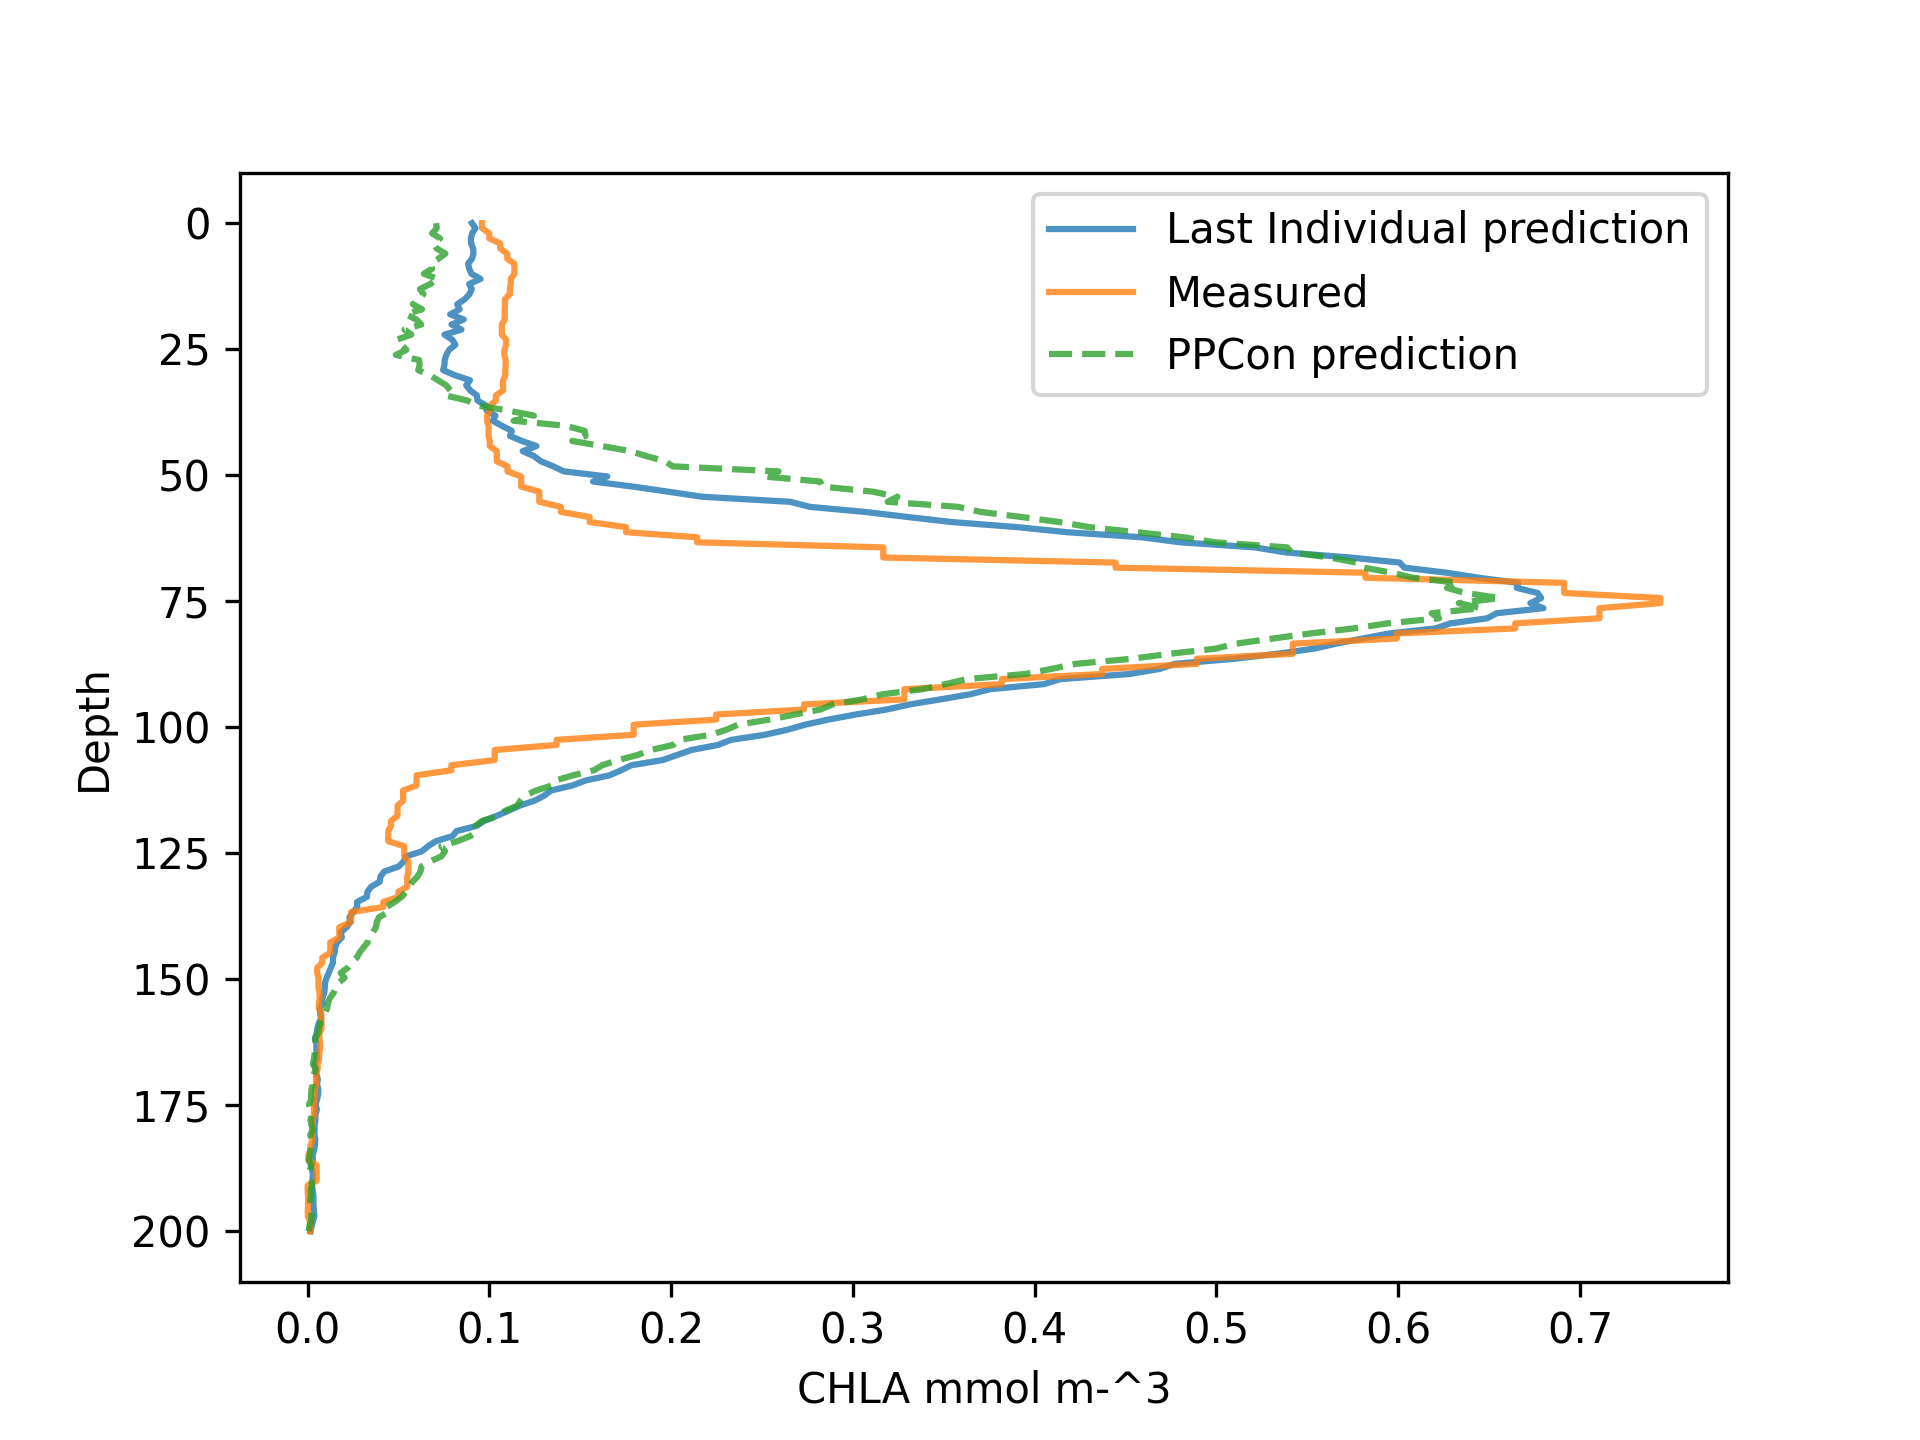 Last Individual prediction
Measured
PPCon prediction
0
25
50
75
100
125
150
175
200
Depth
0.0 0.1 0.2 0.3 0.4 0.5 0.6 0.7
CHLA mmol m-^3